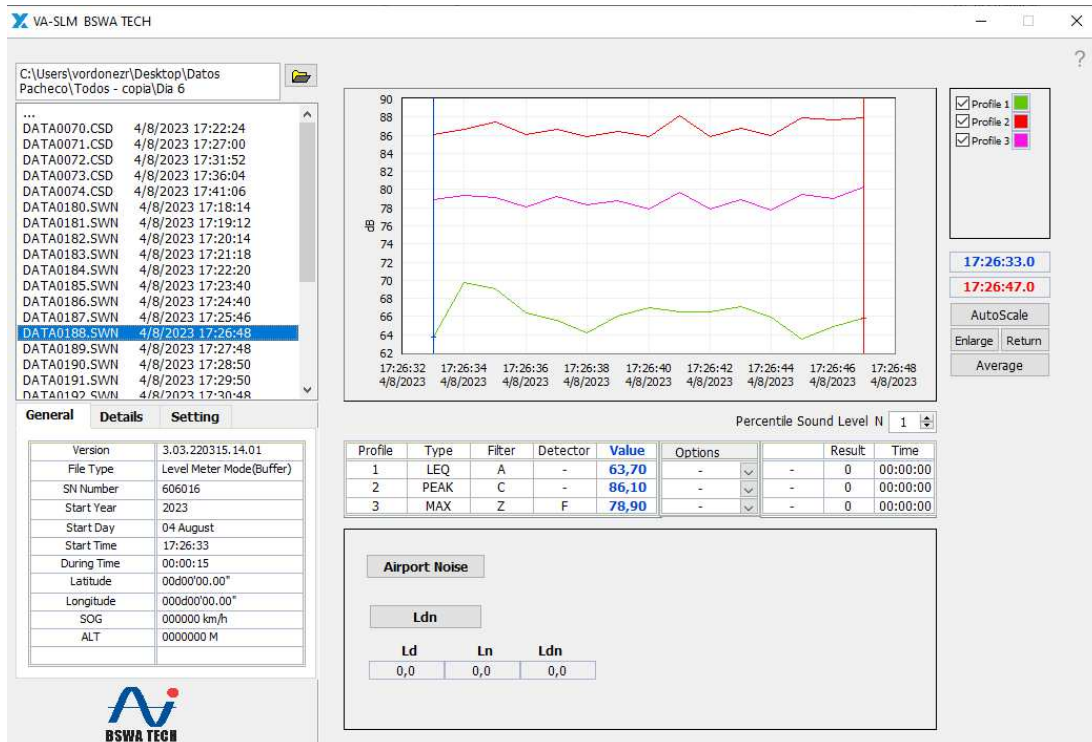 VA-SLM BSWA TECH
?
C:\Users\vordonezr\Desktop\Datos
Pacheco\Todos - copia\Dia 6
...
DATA0070.CSD 4/8/2023 17:22:24
DATA0071.CSD 4/8/2023 17:27:00
DATA0072.CSD 4/8/2023 17:31:52
DATA0073.CSD 4/8/2023 17:36:04
DATA0074.CSD 4/8/2023 17:41:06
DATA0180.SWN 4/8/2023 17:18:14
DATA0181.SWN 4/8/2023 17:19:12
DATA0182.SWN 4/8/2023 17:20:14
DATA0183.SWN 4/8/2023 17:21:18
DATA0184.SWN 4/8/2023 17:22:20
DATA0185.SWN 4/8/2023 17:23:40
DATA0186.SWN 4/8/2023 17:24:40
DATA0187.SWN 4/8/2023 17:25:46
DATA0188.SWN 4/8/2023 17:26:48
DATA0189.SWN 4/8/2023 17:27:48
DATA0190.SWN 4/8/2023 17:28:50
DATA0191.SWN 4/8/2023 17:29:50
DATA0192 SWN 4/8/2023 17:30:48
General Details Setting
Version 3.03.220315.14.01
File Type Level Meter Mode(Buffer)
SN Number 606016
Start Year 2023
Start Day 04 August
Start Time 17:26:33
During Time 00:00:15
Latitude 00d00'00.00"
Longitude 000d00'00.00"
SOG 000000 km/h
ALT 0000000 M
BSWA TECH
90
88
86
84
82
80
78
76
74
72
70
68
66
64
62
dB
17:26:32 17:26:34 17:26:36 17:26:38 17:26:40 17:26:42 17:26:44 17:26:46 17:26:48
4/8/2023 4/8/2023 4/8/2023 4/8/2023 4/8/2023 4/8/2023 4/8/2023 4/8/2023 4/8/2023
Profile 1
Profile 2
Profile 3
17:26:33.0
17:26:47.0
AutoScale
Enlarge Return
Average
Percentile Sound Level N 1
Profile Type Filter Detector Value Options Result Time
1 LEQ A - 63,70 - - 0 00:00:00
2 PEAK C - 86,10 - - 0 00:00:00
3 MAX Z F 78,90 - - 0 00:00:00
Airport Noise
Ldn
Ld Ln Ldn
0,0 0,0 0,0